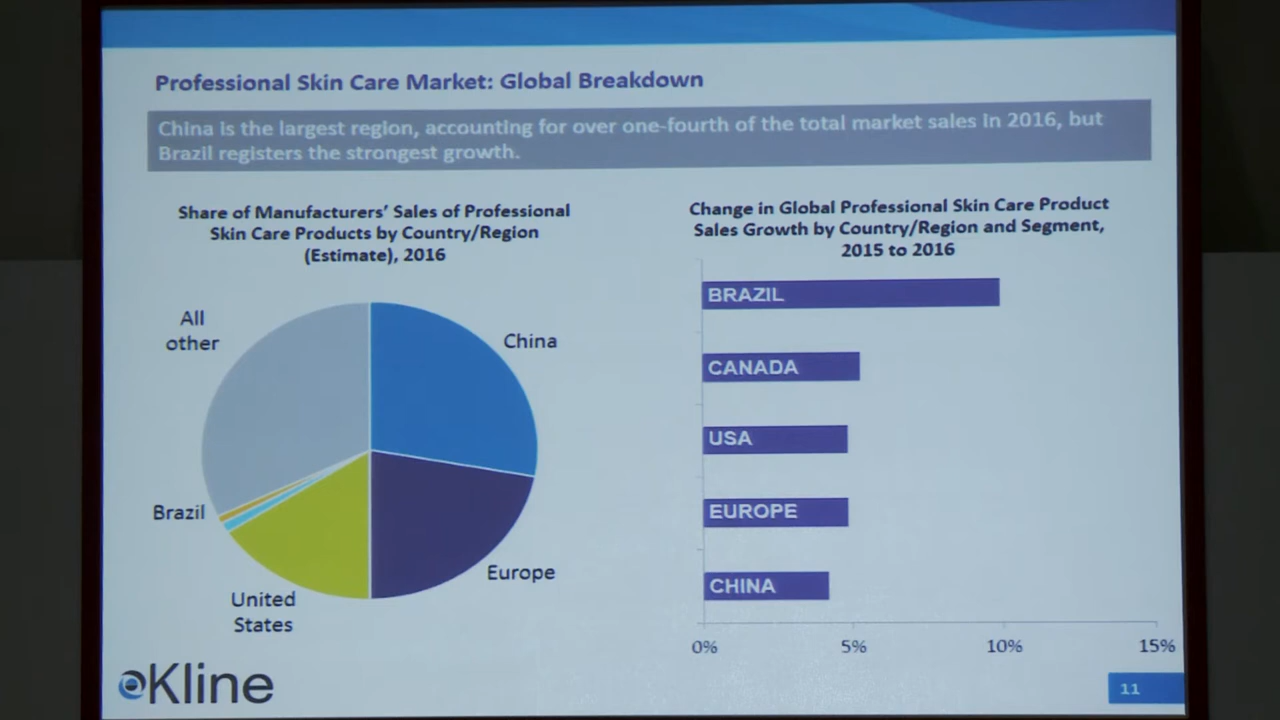 Professional Skin Care Market: Global Breakdown
China is the largest region, accounting for over one-fourth of the total market sales in 2016, but
Brazil registers the strongest growth.
Share of Manufacturers' Sales of Professional
Skin Care Products by Country/Region
(Estimate), 2016
All
other
China
Brazil
Europe
United
States
Change in Global Professional Skin Care Product
Sales Growth by Country/Region and Segment,
2015 to 2016
BRAZIL
CANADA
USA
EUROPE
CHINA
0%
5%
10%
15%
Kline
11